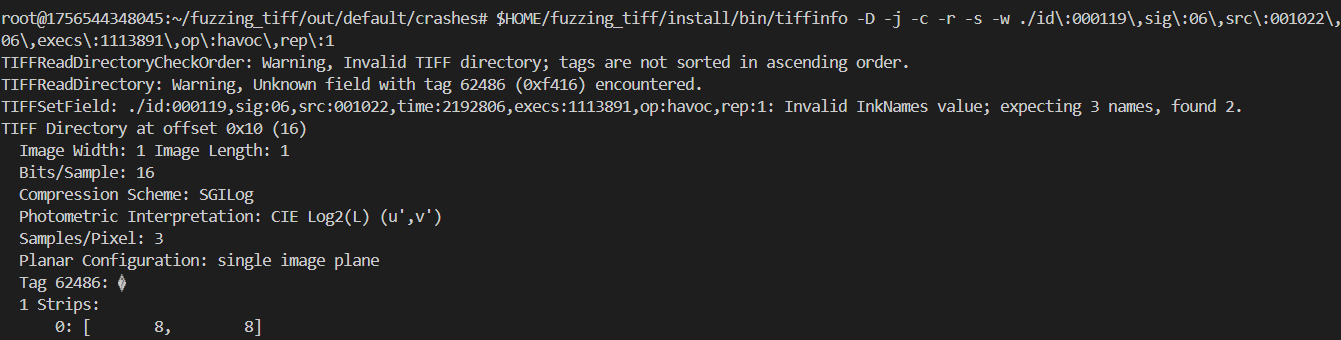 root@1756544348045:~/fuzzing_tiff/out/default/crashes# $HOME/fuzzing_tiff/install/bin/tiffinfo -D -j -c -r -s -w ./id\:000119\,sig\:06\,src\:001022\,
06\,execs\:1113891\,op\:havoc\,rep\:1
TIFFReadDirectoryCheckOrder: Warning, Invalid TIFF directory; tags are not sorted in ascending order.
TIFFReadDirectory: Warning, Unknown field with tag 62486 (0xf416) encountered.
TIFFSetField: ./id:000119,sig:06,src:001022,time:2192806,execs:1113891,op:havoc,rep:1: Invalid InkNames value; expecting 3 names, found 2.
TIFF Directory at offset 0x10 (16)
Image Width: 1 Image Length: 1
Bits/Sample: 16
Compression Scheme: SGILog
Photometric Interpretation: CIE Log2(L) (u',v')
Samples/Pixel: 3
Planar Configuration: single image plane
Tag 62486: �
1 Strips:
0: [ 8, 8]